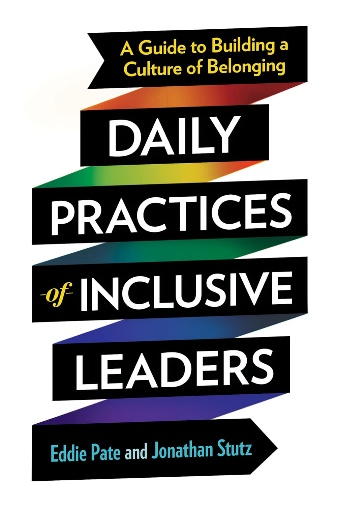 A Guide to Building a
Culture of Belonging
DAILY
PRACTICES
of INCLUSIVE
LEADERS
Eddie Pate and Jonathan Stutz